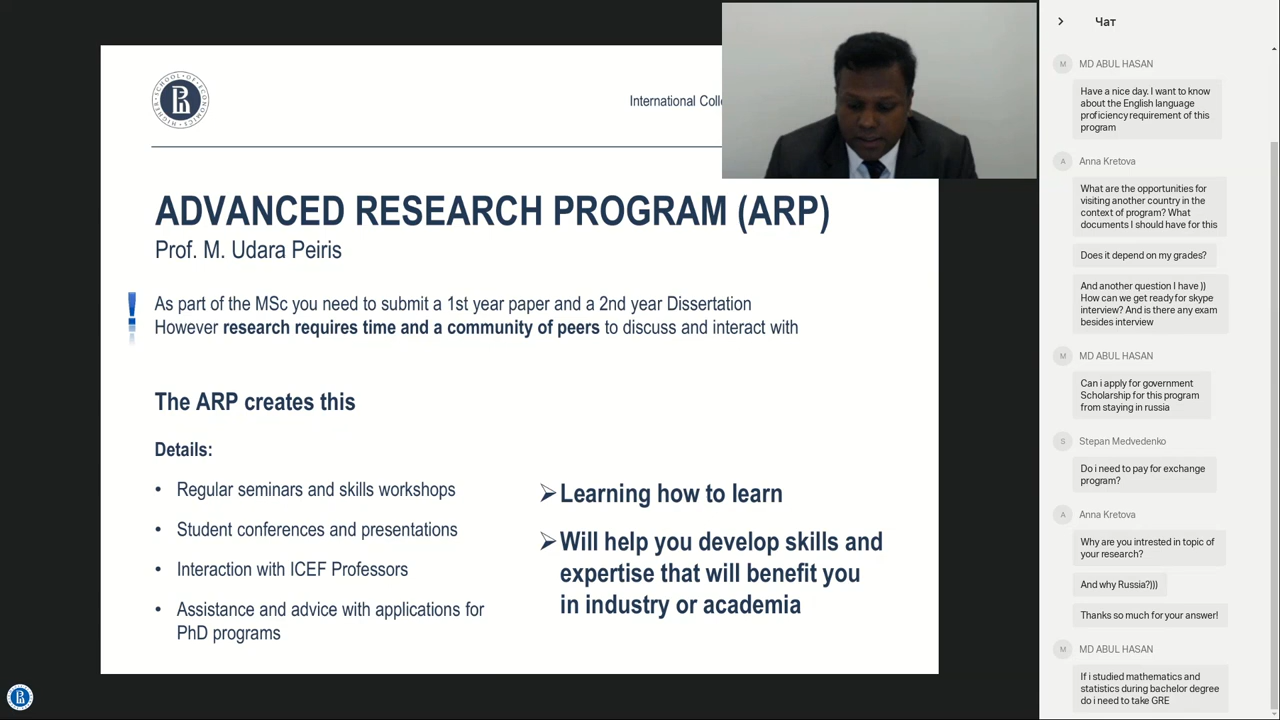 International Colle
HIGHER SCHOOL OF ECONOMICS
ADVANCED RESEARCH PROGRAM (ARP)
Prof. M. Udara Peiris
! As part of the MSc you need to submit a 1st year paper and a 2nd year Dissertation
However research requires time and a community of peers to discuss and interact with
The ARP creates this
Details:
• Regular seminars and skills workshops
• Student conferences and presentations
• Interaction with ICEF Professors
• Assistance and advice with applications for
PhD programs
➢ Learning how to learn
➢ Will help you develop skills and
expertise that will benefit you
in industry or academia
Чат
M MD ABUL HASAN
Have a nice day. I want to know
about the English language
proficiency requirement of this
program
A Anna Kretova
What are the opportunities for
visiting another country in the
context of program? What
documents I should have for this
Does it depend on my grades?
And another question I have ))
How can we get ready for skype
interview? And is there any exam
besides interview
M MD ABUL HASAN
Can i apply for government
Scholarship for this program
from staying in russia
S Stepan Medvedenko
Do i need to pay for exchange
program?
A Anna Kretova
Why are you intrested in topic of
your research?
And why Russia?)))
Thanks so much for your answer!
M MD ABUL HASAN
If i studied mathematics and
statistics during bachelor degree
do i need to take GRE